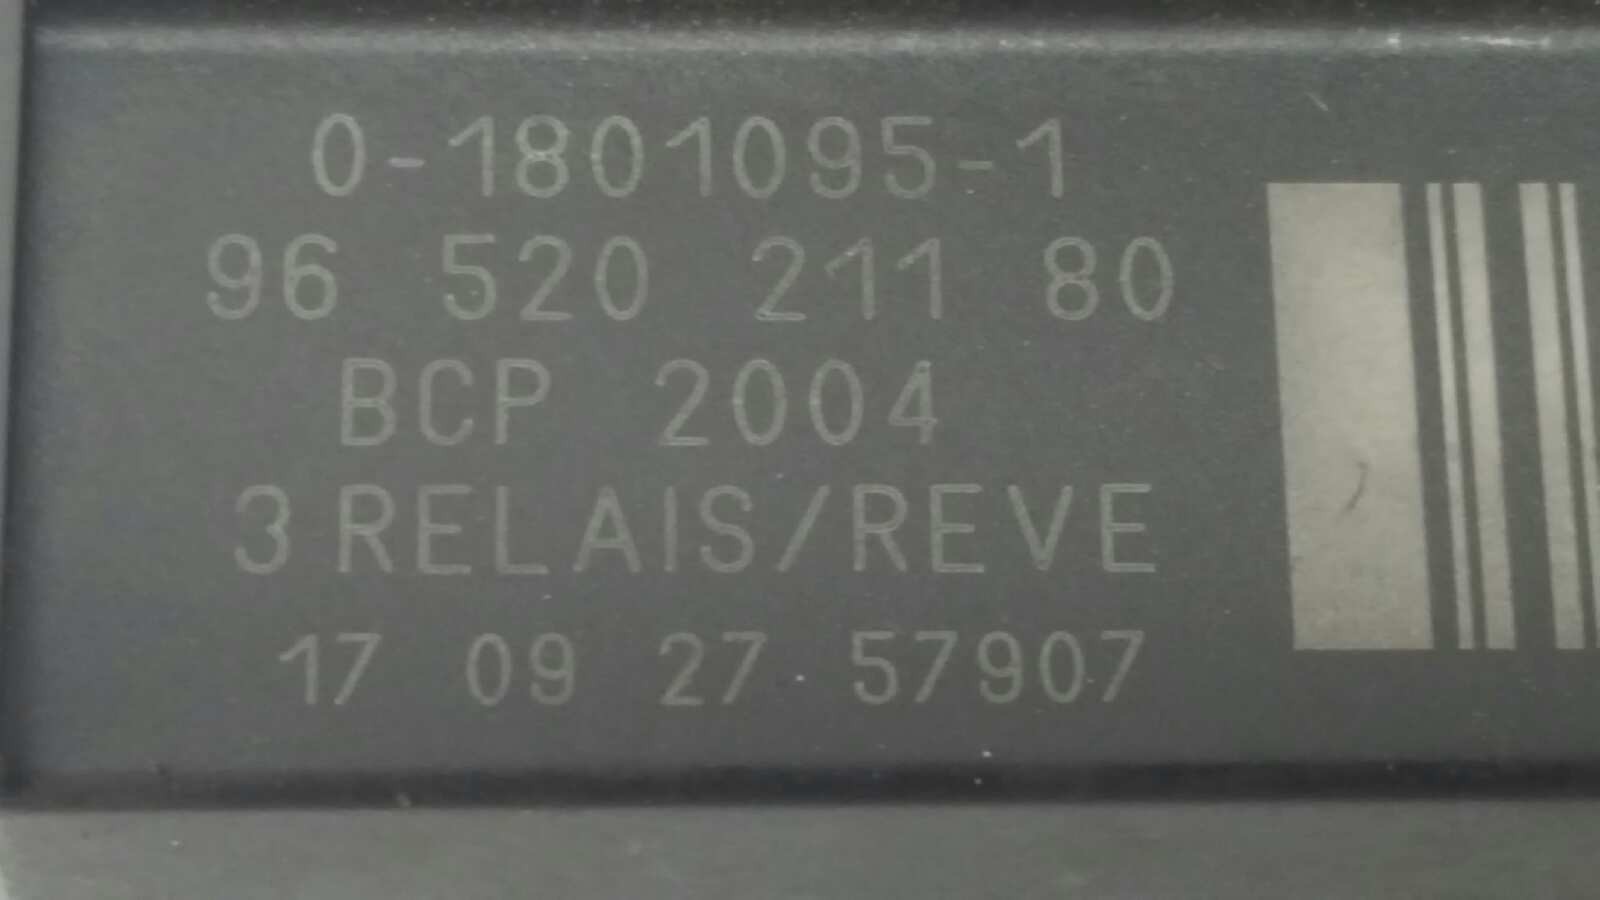 0-1801095-1
96 520 211 80
BCP 2004
3 RELAIS/REVE
17 09 27 57907